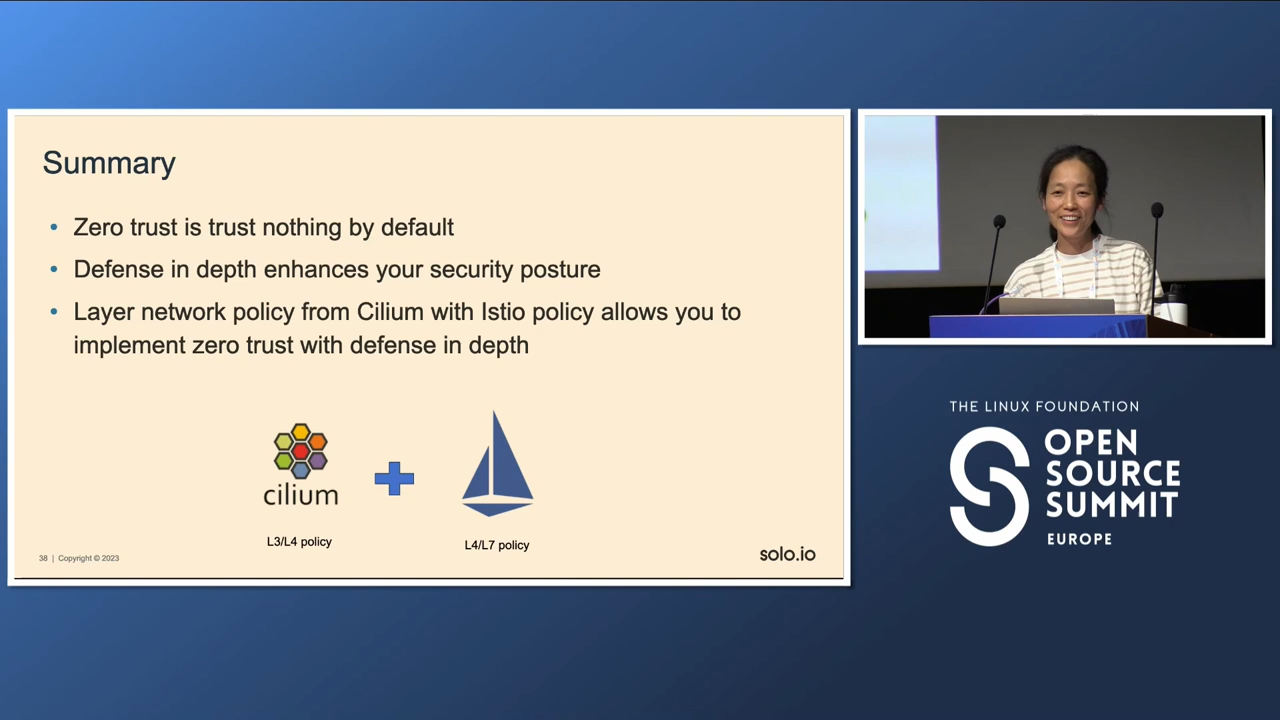 Summary
• Zero trust is trust nothing by default
• Defense in depth enhances your security posture
• Layer network policy from Cilium with Istio policy allows you to
implement zero trust with defense in depth
cilium
L3/L4 policy
L4/L7 policy
38 | Copyright © 2023
solo.io
THE LINUX FOUNDATION
OPEN
SOURCE
SUMMIT
EUROPE